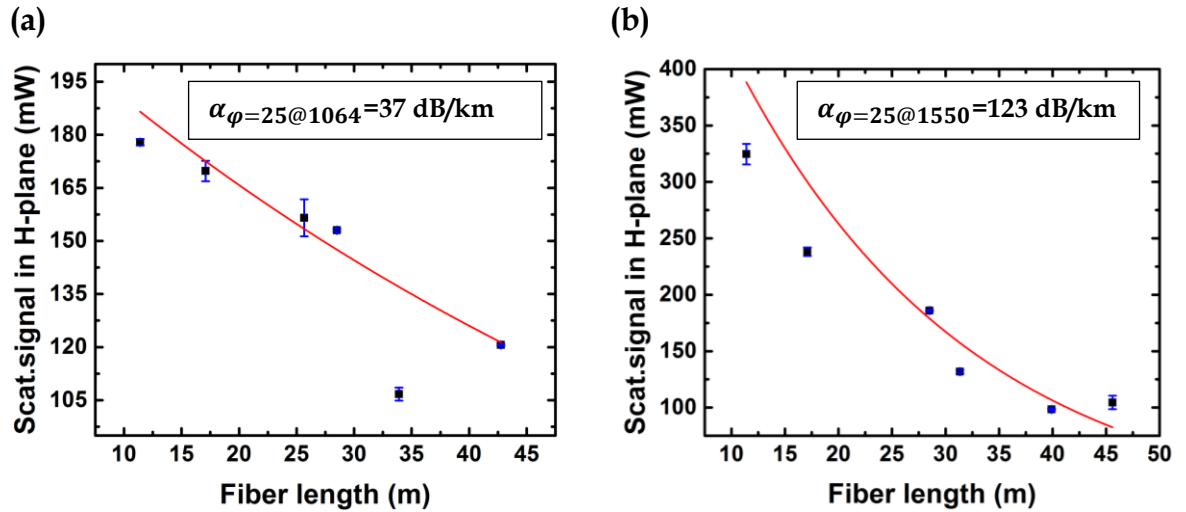 (a)
Scat.signal in H-plane (mW)
195
180
165
150
135
120
105
α_φ=25@1064=37 dB/km
10 15 20 25 30 35 40 45
Fiber length (m)
(b)
Scat.signal in H-plane (mW)
400
350
300
250
200
150
100
α_φ=25@1550=123 dB/km
10 15 20 25 30 35 40 45 50
Fiber length (m)